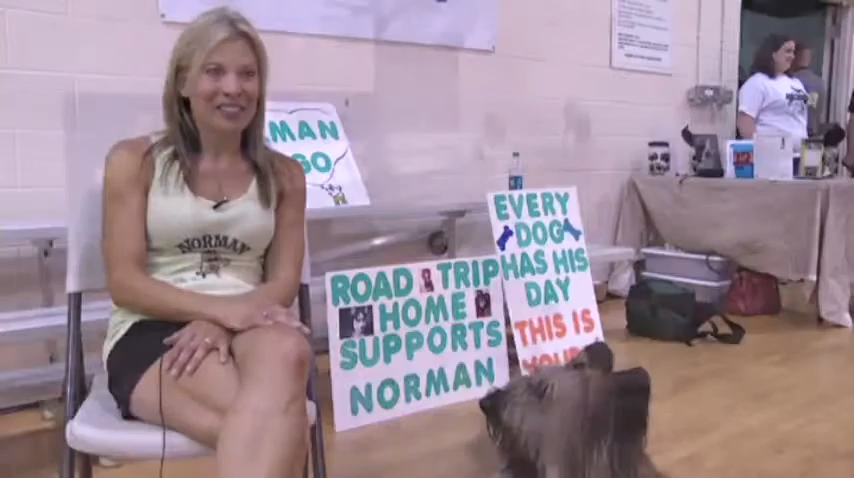 MAN
GO
NORMAN
ROAD TRIP
HOME
SUPPORTS
NORMAN
EVERY
DOG
HAS HIS
DAY
THIS IS